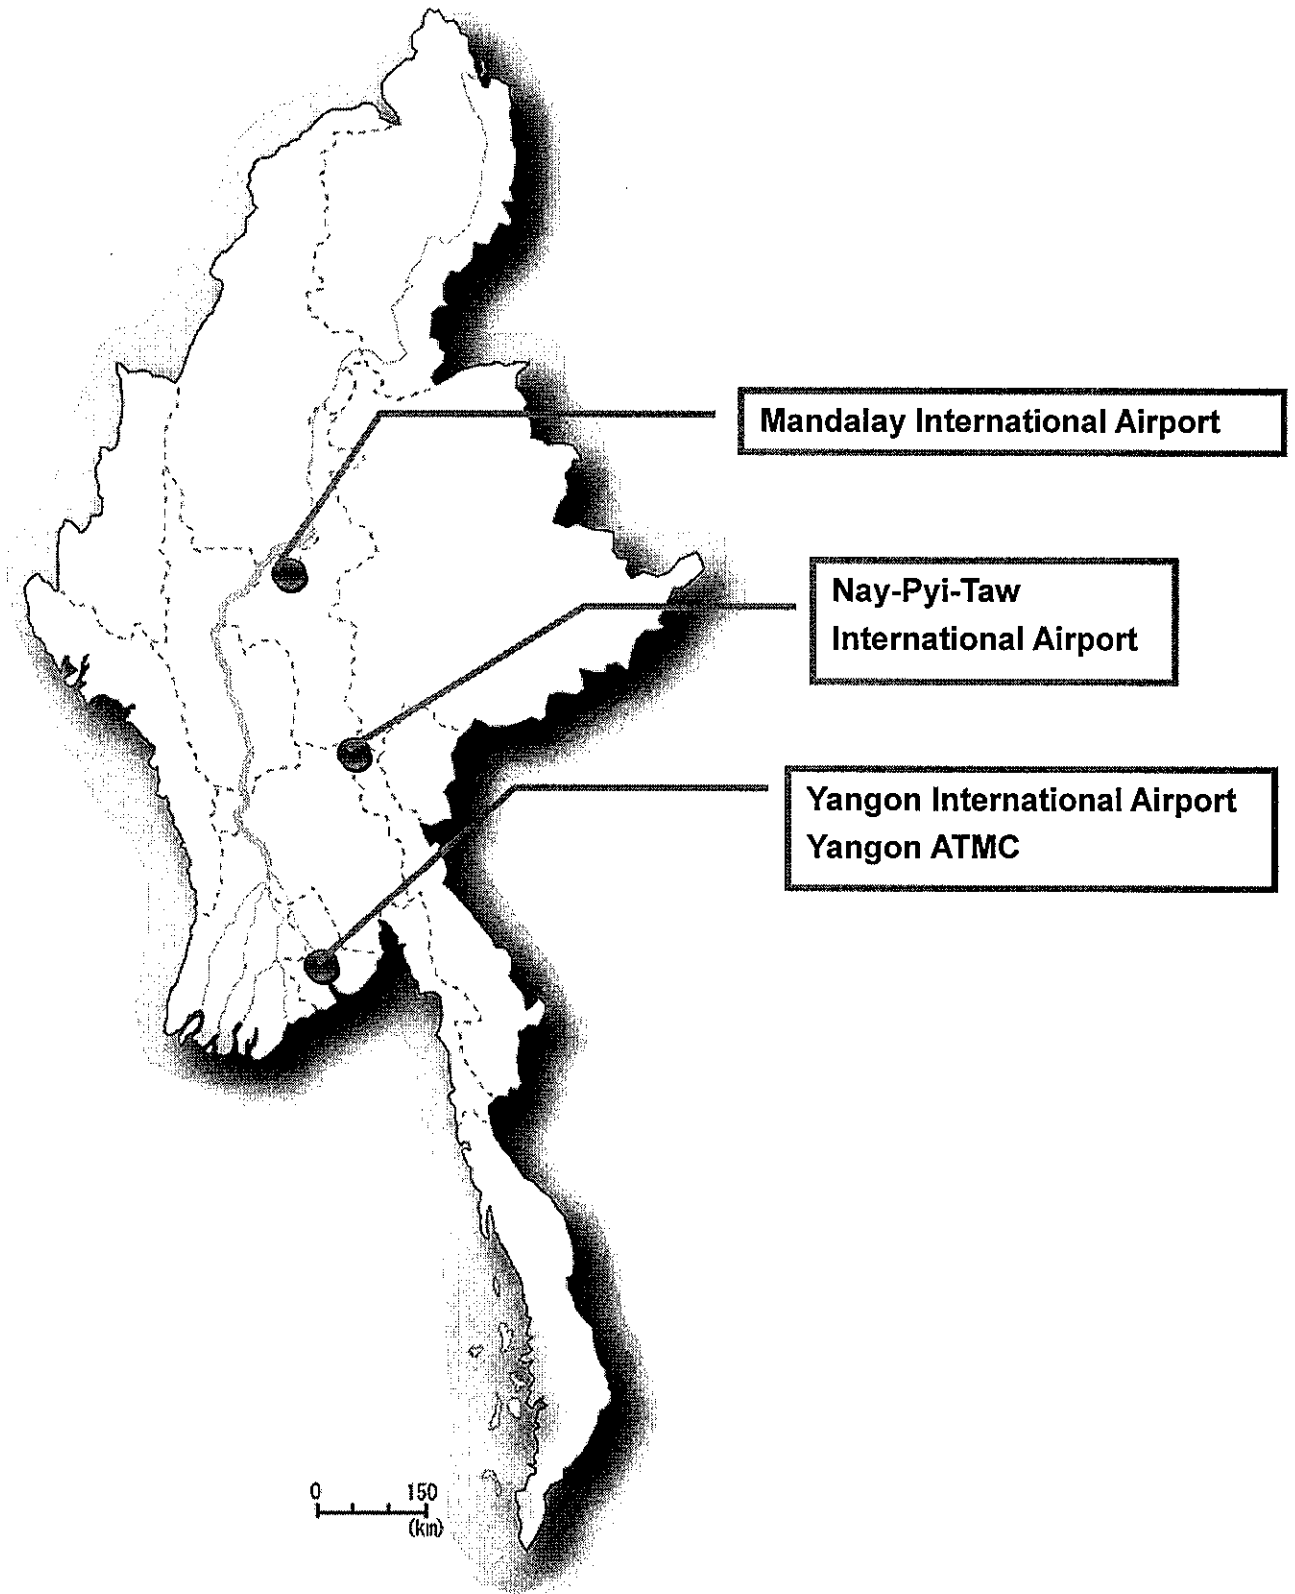 Mandalay International Airport
Nay-Pyi-Taw
International Airport
Yangon International Airport
Yangon ATMC
0 150
(km)